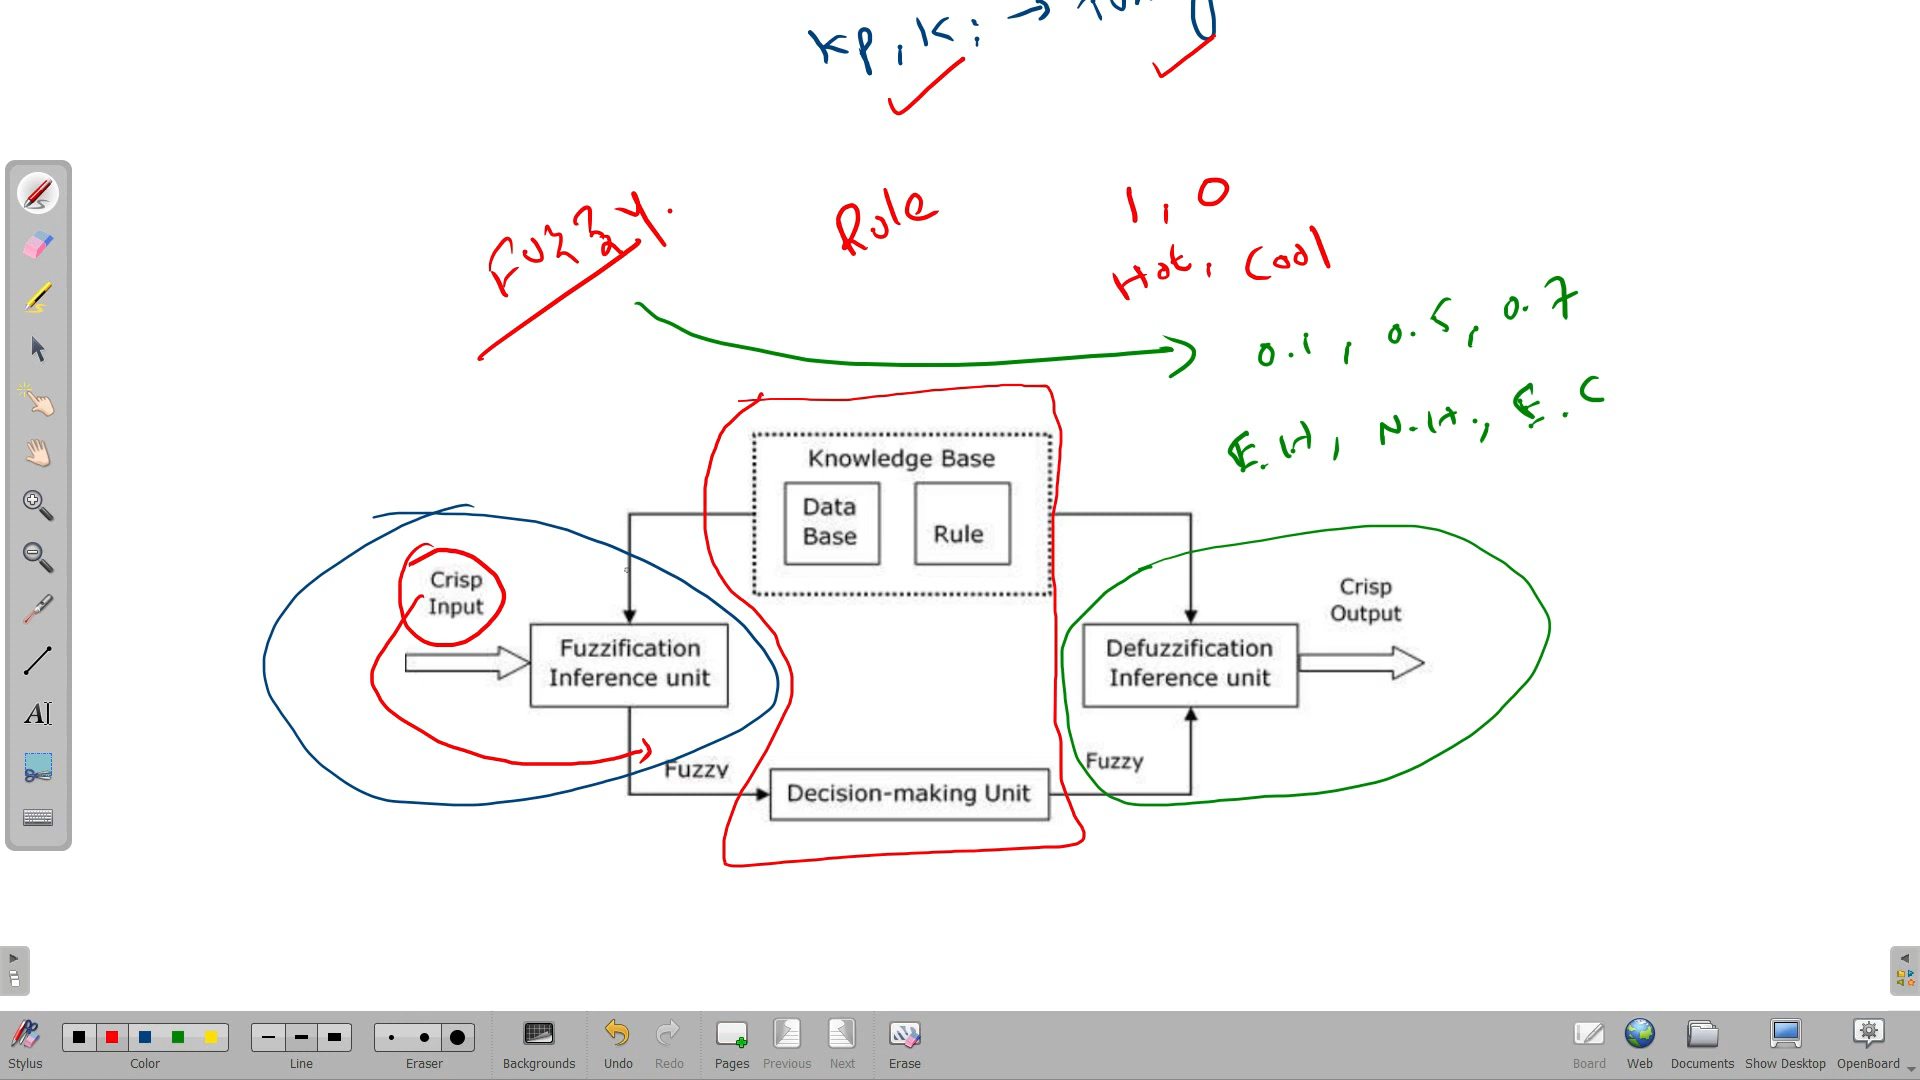 Kp, Ki →
Fuzzy.
Rule
1, 0
Hot, Cool
0.1, 0.5, 0.7
E.H, N.H, E.C
Knowledge Base
Data
Base
Rule
Crisp
Input
Fuzzification
Inference unit
Defuzzification
Inference unit
Crisp
Output
Fuzzy
Fuzzy
Decision-making Unit
Stylus
Color
Line
Eraser
Backgrounds
Undo
Redo
Pages
Previous
Next
Erase
Board
Web
Documents
Show Desktop
OpenBoard